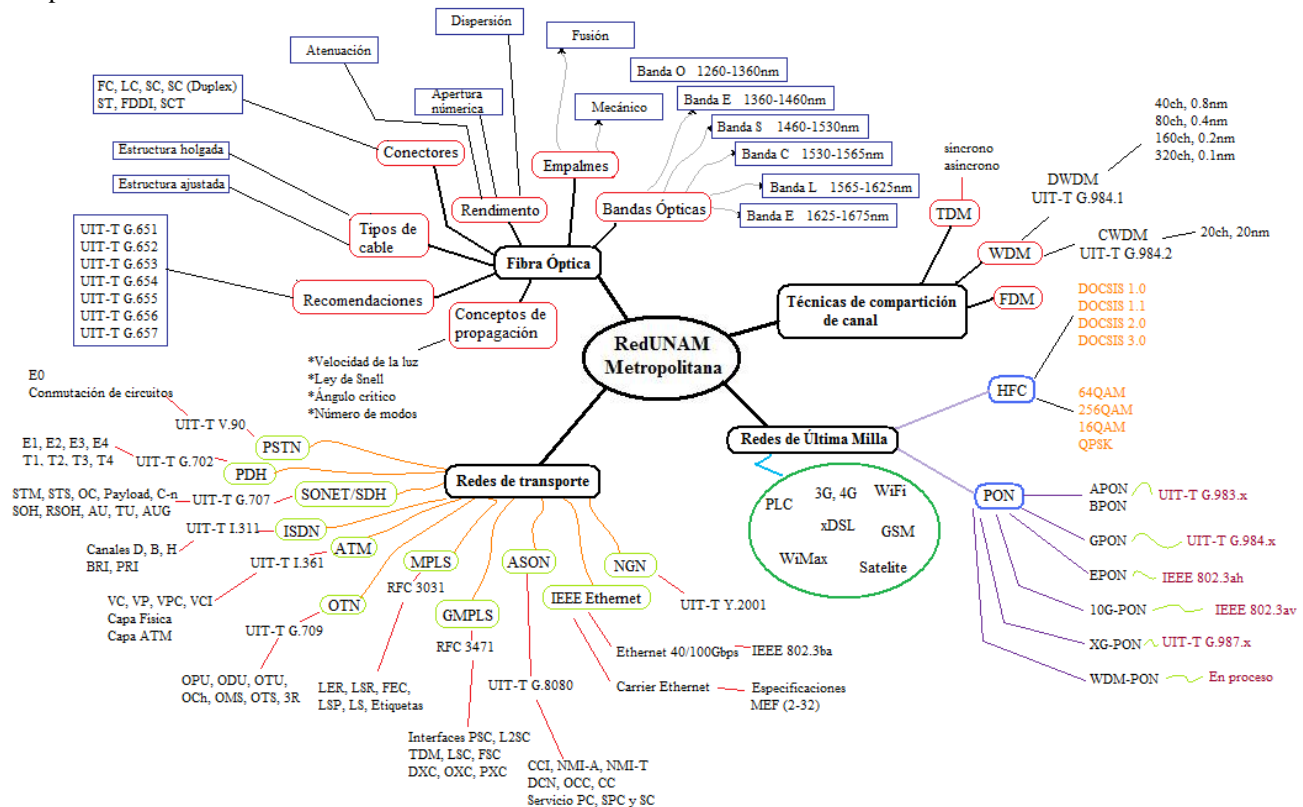 Dispersión
Fusión
Atenuación
Banda O 1260-1360nm
FC, LC, SC, SC (Duplex)
ST, FDDI, SCT
Apertura
númerica
Mecánico
Banda E 1360-1460nm
40ch, 0.8nm
80ch, 0.4nm
160ch, 0.2nm
320ch, 0.1nm
Banda S 1460-1530nm
Estructura holgada
Conectores
Empalmes
Banda C 1530-1565nm
sincrono
asincrono
Estructura ajustada
Rendimento
Bandas Ópticas
Banda L 1565-1625nm
Banda E 1625-1675nm
DWDM
UIT-T G.984.1
TDM
Tipos de
cable
UIT-T G.651
UIT-T G.652
UIT-T G.653
UIT-T G.654
UIT-T G.655
UIT-T G.656
UIT-T G.657
Fibra Óptica
WDM
CWDM
UIT-T G.984.2
20ch, 20nm
Recomendaciones
Conceptos de
propagación
Técnicas de compartición
de canal
FDM
DOCSIS 1.0
DOCSIS 1.1
DOCSIS 2.0
DOCSIS 3.0
RedUNAM
Metropolitana
*Velocidad de la luz
*Ley de Snell
*Ángulo critico
*Número de modos
E0
Conmutación de circuitos
HFC
64QAM
256QAM
16QAM
QPSK
UIT-T V.90
PSTN
Redes de Última Milla
E1, E2, E3, E4
T1, T2, T3, T4
UIT-T G.702
PDH
Redes de transporte
STM, STS, OC, Payload, C-n
SOH, RSOH, AU, TU, AUG
UIT-T G.707
SONET/SDH
PLC
3G, 4G
WiFi
xDSL
GSM
WiMax
Satelite
PON
APON
BPON
UIT-T G.983.x
UIT-T I.311
ISDN
Canales D, B, H
BRI, PRI
GPON
UIT-T G.984.x
ATM
UIT-T I.361
MPLS
RFC 3031
ASON
NGN
EPON
IEEE 802.3ah
VC, VP, VPC, VCI
Capa Física
Capa ATM
OTN
UIT-T G.709
GMPLS
RFC 3471
IEEE Ethernet
UIT-T Y.2001
10G-PON
IEEE 802.3av
XG-PON
UIT-T G.987.x
Ethernet 40/100Gbps
IEEE 802.3ba
WDM-PON
En proceso
OPU, ODU, OTU,
OCh, OMS, OTS, 3R
LER, LSR, FEC,
LSP, LS, Etiquetas
UIT-T G.8080
Carrier Ethernet
Especificaciones
MEF (2-32)
Interfaces PSC, L2SC
TDM, LSC, FSC
DXC, OXC, PXC
CCI, NMI-A, NMI-T
DCN, OCC, CC
Servicio PC, SPC y SC